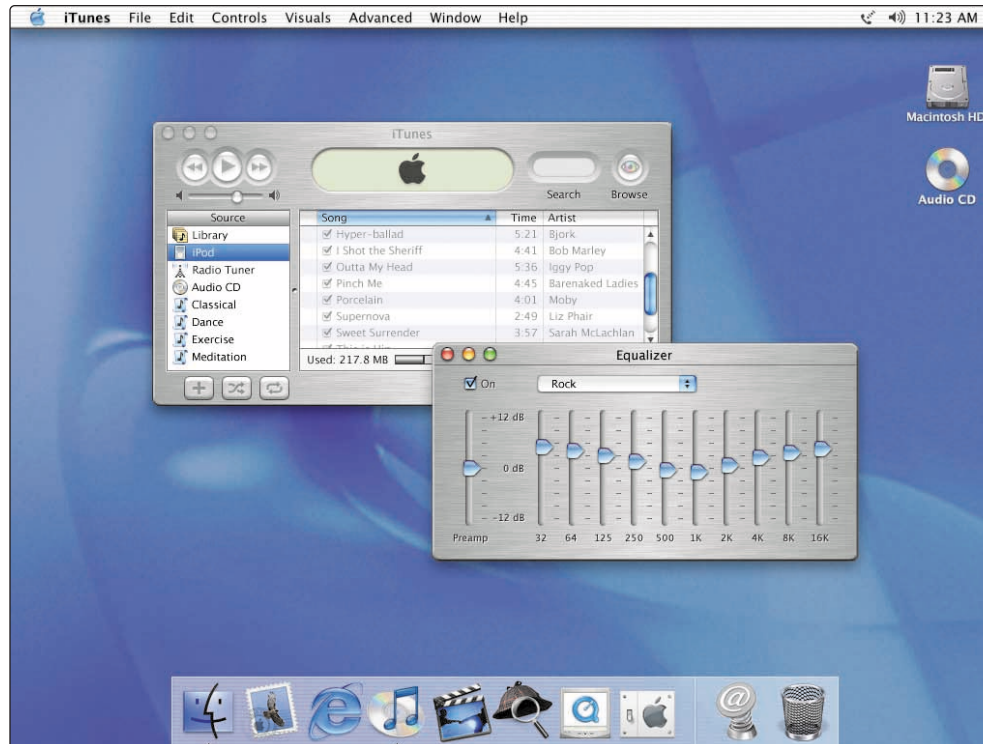 iTunes File Edit Controls Visuals Advanced Window Help 11:23 AM
Macintosh HD
Audio CD
iTunes
Search Browse
Source Song Time Artist
Library Hyper-ballad 5:21 Bjork
iPod I Shot the Sheriff 4:41 Bob Marley
Radio Tuner Outta My Head 5:36 Iggy Pop
Audio CD Pinch Me 4:45 Barenaked Ladies
Classical Porcelain 4:01 Moby
Dance Supernova 2:49 Liz Phair
Exercise Sweet Surrender 3:57 Sarah McLachlan
Meditation
Used: 217.8 MB
Equalizer
On Rock
+12 dB
0 dB
-12 dB
Preamp 32 64 125 250 500 1K 2K 4K 8K 16K